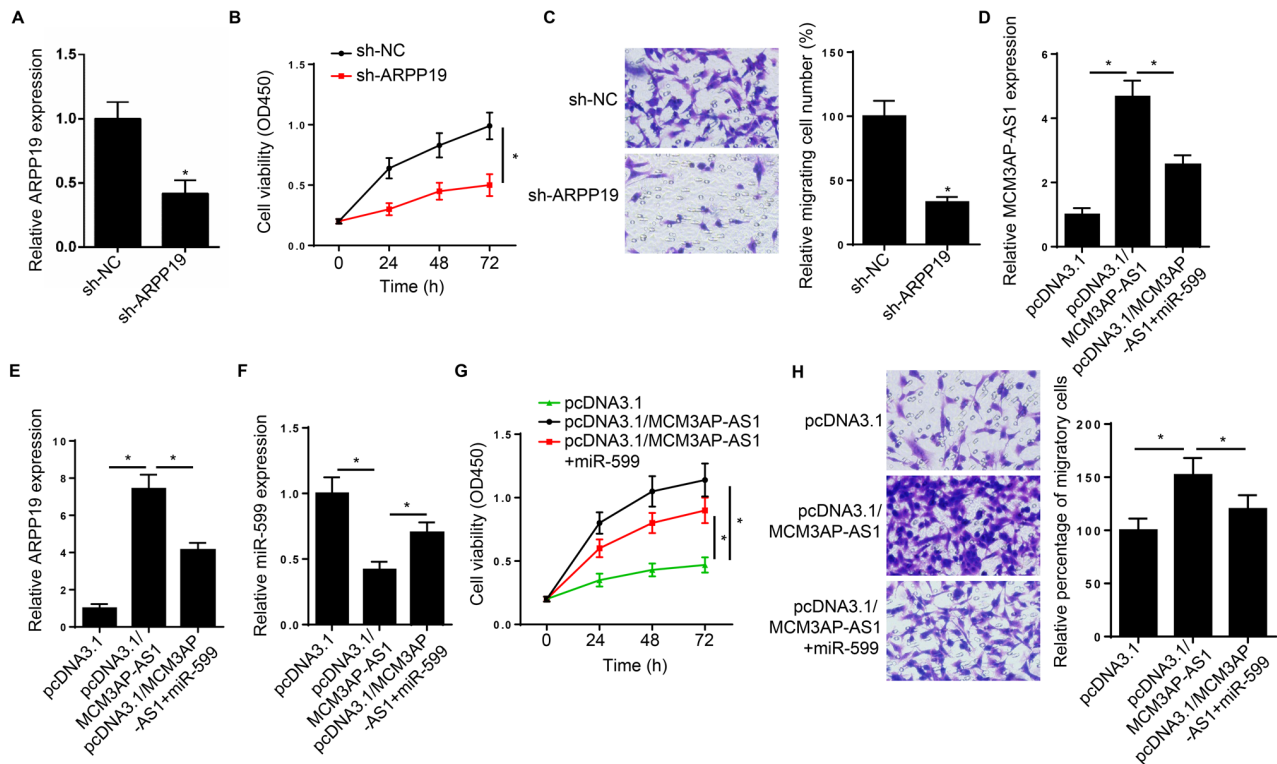 A
Relative ARPP19 expression
1.5
1.0
0.5
0.0
*
sh-NC
sh-ARPP19
B
sh-NC
sh-ARPP19
Cell viability (OD450)
1.5
1.0
0.5
0.0
*
0 24 48 72
Time (h)
C
sh-NC
sh-ARPP19
Relative migrating cell number (%)
150
100
50
0
*
sh-NC
sh-ARPP19
D
Relative MCM3AP-AS1 expression
6
4
2
0
* *
pcDNA3.1
pcDNA3.1/
MCM3AP-AS1
pcDNA3.1/MCM3AP
-AS1+miR-599
E
Relative ARPP19 expression
10
8
6
4
2
0
* *
pcDNA3.1
pcDNA3.1/
MCM3AP-AS1
pcDNA3.1/MCM3AP
-AS1+miR-599
F
Relative miR-599 expression
1.5
1.0
0.5
0.0
*
*
pcDNA3.1
pcDNA3.1/
MCM3AP-AS1
pcDNA3.1/MCM3AP
-AS1+miR-599
G
pcDNA3.1
pcDNA3.1/MCM3AP-AS1
pcDNA3.1/MCM3AP-AS1
+miR-599
Cell viability (OD450)
1.5
1.0
0.5
0.0
*
*
0 24 48 72
Time (h)
H
pcDNA3.1
pcDNA3.1/
MCM3AP-AS1
pcDNA3.1/
MCM3AP-AS1
+miR-599
Relative percentage of migratory cells
200
150
100
50
0
* *
pcDNA3.1
pcDNA3.1/
MCM3AP-AS1
pcDNA3.1/MCM3AP
-AS1+miR-599